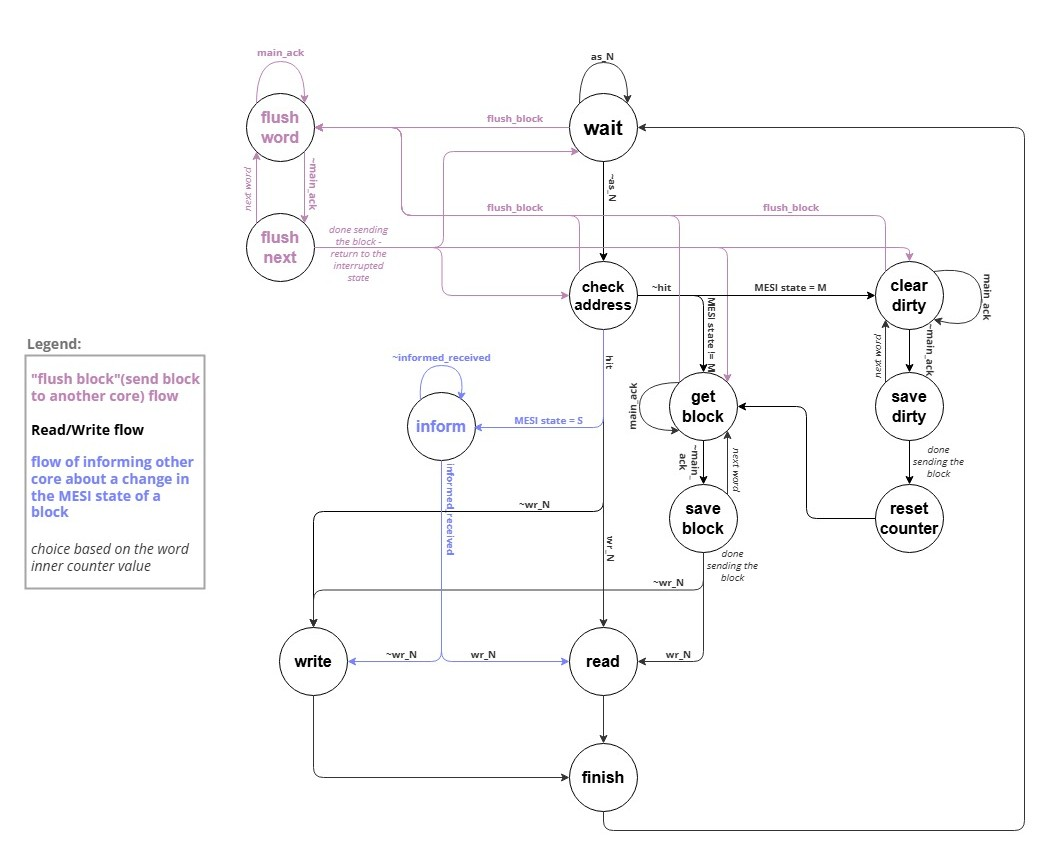 main_ack
as_N
flush
word
flush_block
wait
next word
~main_ack
~as_N
flush_block
flush_block
flush
next
done sending
the block -
return to the
interrupted
state
check
address
~hit
MESI state = M
clear
dirty
main_ack
MESI state != M
hit
next word
~main_ack
Legend:
"flush block"(send block
to another core) flow
Read/Write flow
flow of informing other
core about a change in
the MESI state of a
block
choice based on the word
inner counter value
~informed_received
inform
MESI state = S
main_ack
get
block
save
dirty
informed_received
~main_
ack
next word
done
sending the
block
~wr_N
wr_N
save
block
reset
counter
done
sending the
block
~wr_N
write
~wr_N
wr_N
read
wr_N
finish